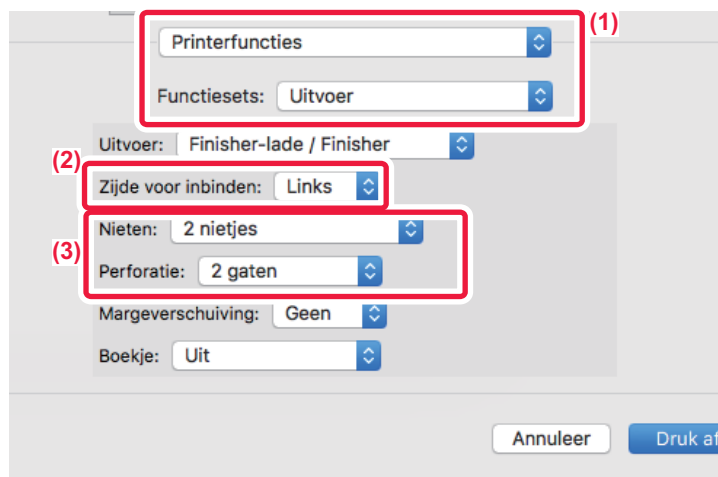 (1)
Printerfuncties
Functiesets: Uitvoer
Uitvoer: Finisher-lade / Finisher
(2)
Zijde voor inbinden: Links
(3)
Nieten: 2 nietjes
Perforatie: 2 gaten
Margeverschuiving: Geen
Boekje: Uit
Annuleer Druk af